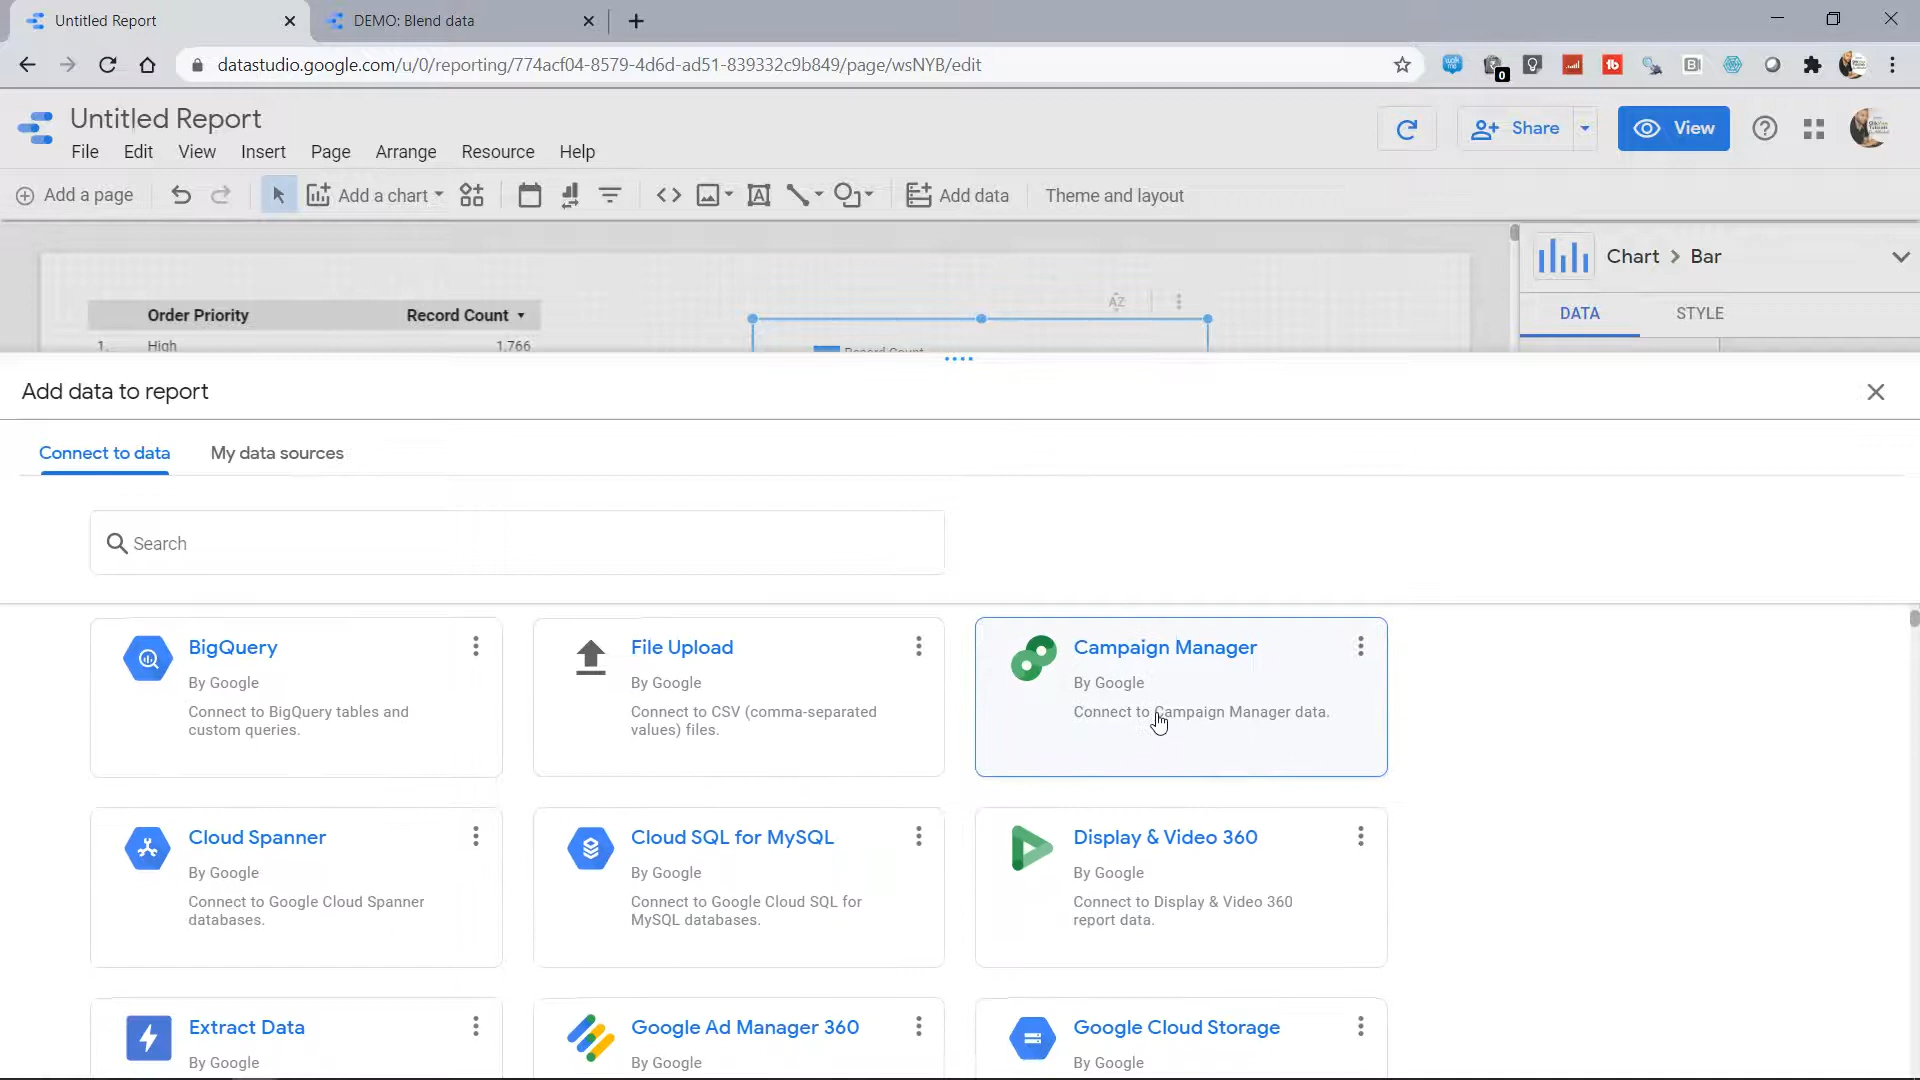 Untitled Report
DEMO: Blend data
datastudio.google.com/u/0/reporting/774acf04-8579-4d6d-ad51-839332c9b849/page/wsNYB/edit
0
Untitled Report
File Edit View Insert Page Arrange Resource Help
Share
View
Add a page
Add a chart
Add data
Theme and layout
Order Priority
Record Count
1.
High
1,766
AZ
Record Count
Chart > Bar
DATA
STYLE
Add data to report
Connect to data
My data sources
Search
BigQuery
By Google
Connect to BigQuery tables and
custom queries.
File Upload
By Google
Connect to CSV (comma-separated
values) files.
Campaign Manager
By Google
Connect to Campaign Manager data.
Cloud Spanner
By Google
Connect to Google Cloud Spanner
databases.
Cloud SQL for MySQL
By Google
Connect to Google Cloud SQL for
MySQL databases.
Display & Video 360
By Google
Connect to Display & Video 360
report data.
Extract Data
By Google
Google Ad Manager 360
By Google
Google Cloud Storage
By Google